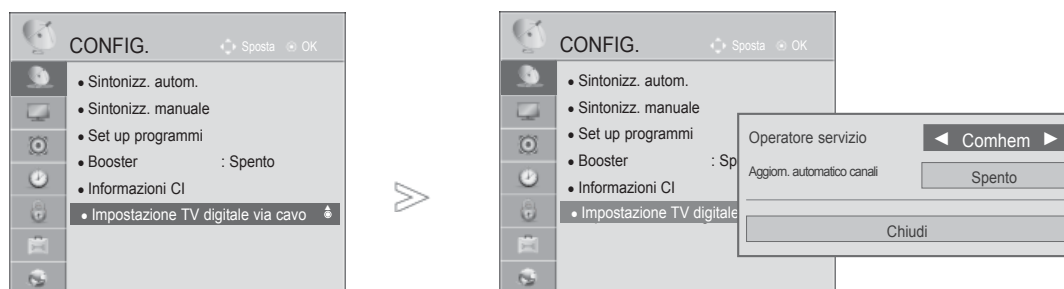 CONFIG.
Sposta OK
• Sintonizz. autom.
• Sintonizz. manuale
• Set up programmi
• Booster : Spento
• Informazioni CI
• Impostazione TV digitale via cavo
CONFIG.
Sposta OK
• Sintonizz. autom.
• Sintonizz. manuale
• Set up programmi
• Booster : Sp
• Informazioni CI
• Impostazione TV digitale
Operatore servizio ◄ Comhem ►
Aggiorn. automatico canali Spento
Chiudi